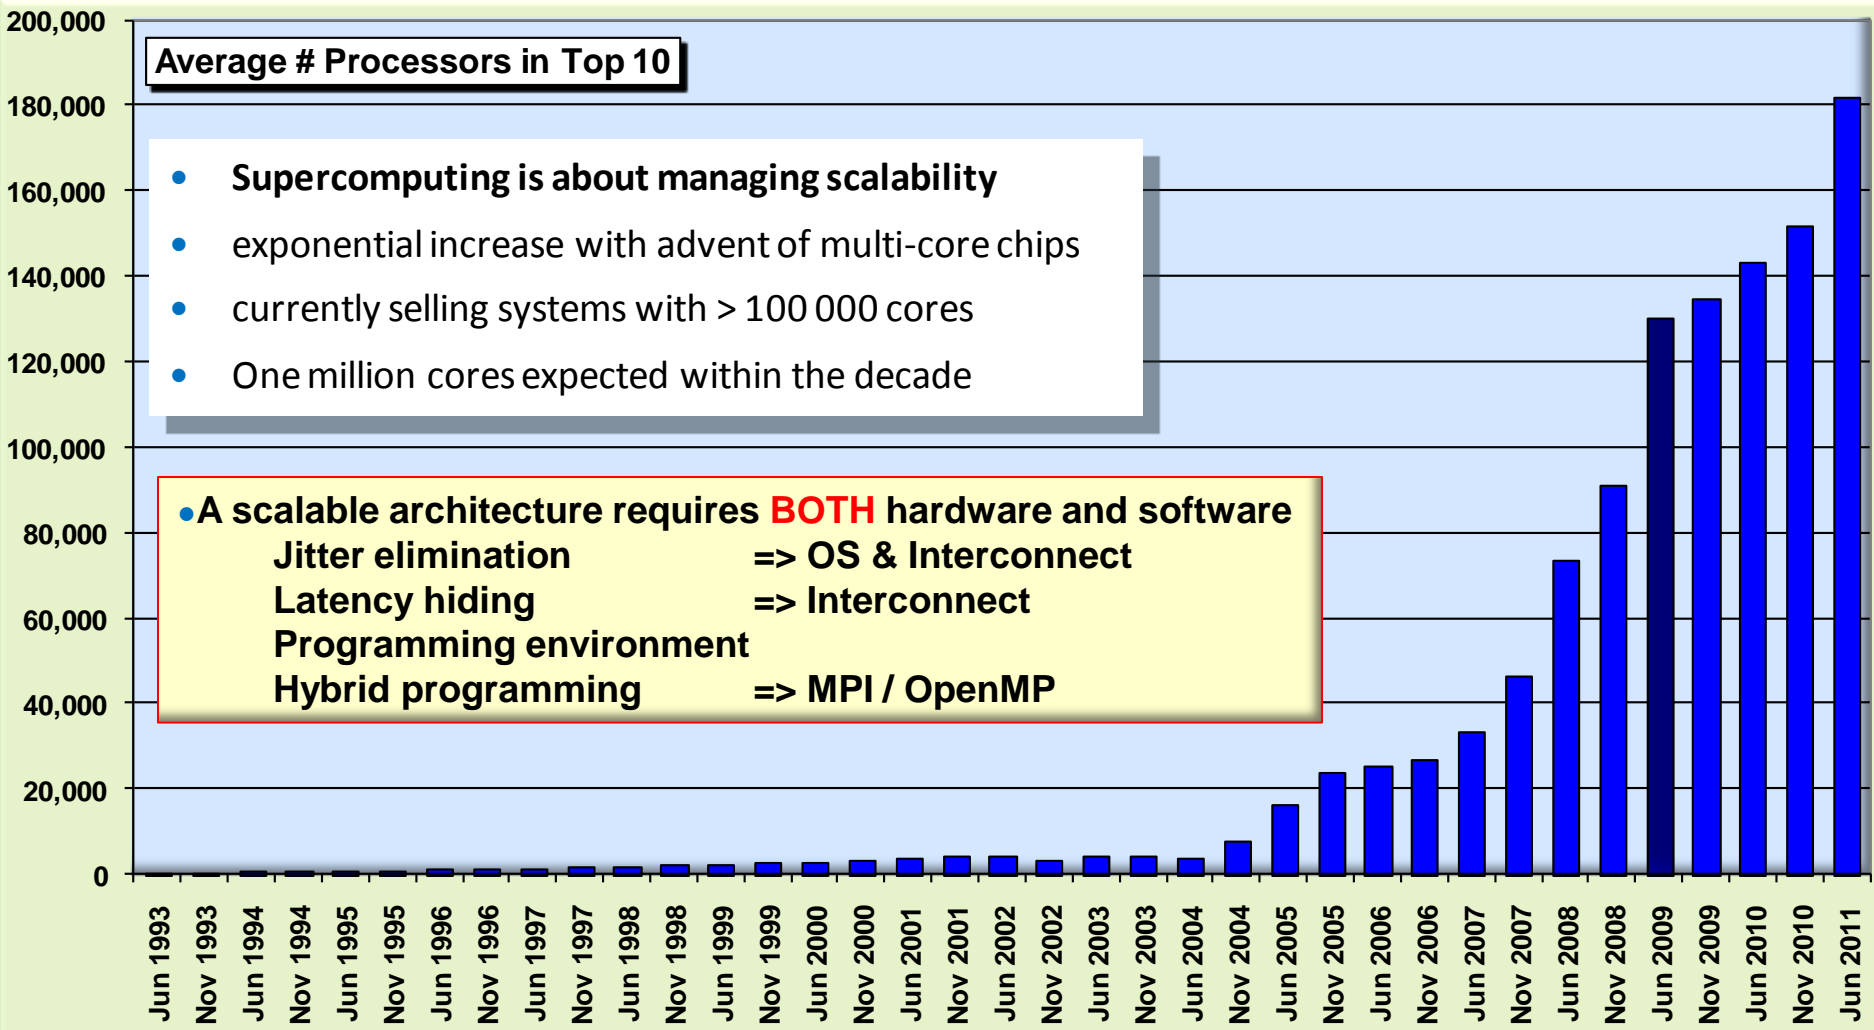 Average # Processors in Top 10
200,000
180,000
160,000
140,000
120,000
100,000
80,000
60,000
40,000
20,000
0
• Supercomputing is about managing scalability
• exponential increase with advent of multi-core chips
• currently selling systems with > 100 000 cores
• One million cores expected within the decade
•A scalable architecture requires BOTH hardware and software
Jitter elimination => OS & Interconnect
Latency hiding => Interconnect
Programming environment
Hybrid programming => MPI / OpenMP
Jun 1993
Nov 1993
Jun 1994
Nov 1994
Jun 1995
Nov 1995
Jun 1996
Nov 1996
Jun 1997
Nov 1997
Jun 1998
Nov 1998
Jun 1999
Nov 1999
Jun 2000
Nov 2000
Jun 2001
Nov 2001
Jun 2002
Nov 2002
Jun 2003
Nov 2003
Jun 2004
Nov 2004
Jun 2005
Nov 2005
Jun 2006
Nov 2006
Jun 2007
Nov 2007
Jun 2008
Nov 2008
Jun 2009
Nov 2009
Jun 2010
Nov 2010
Jun 2011